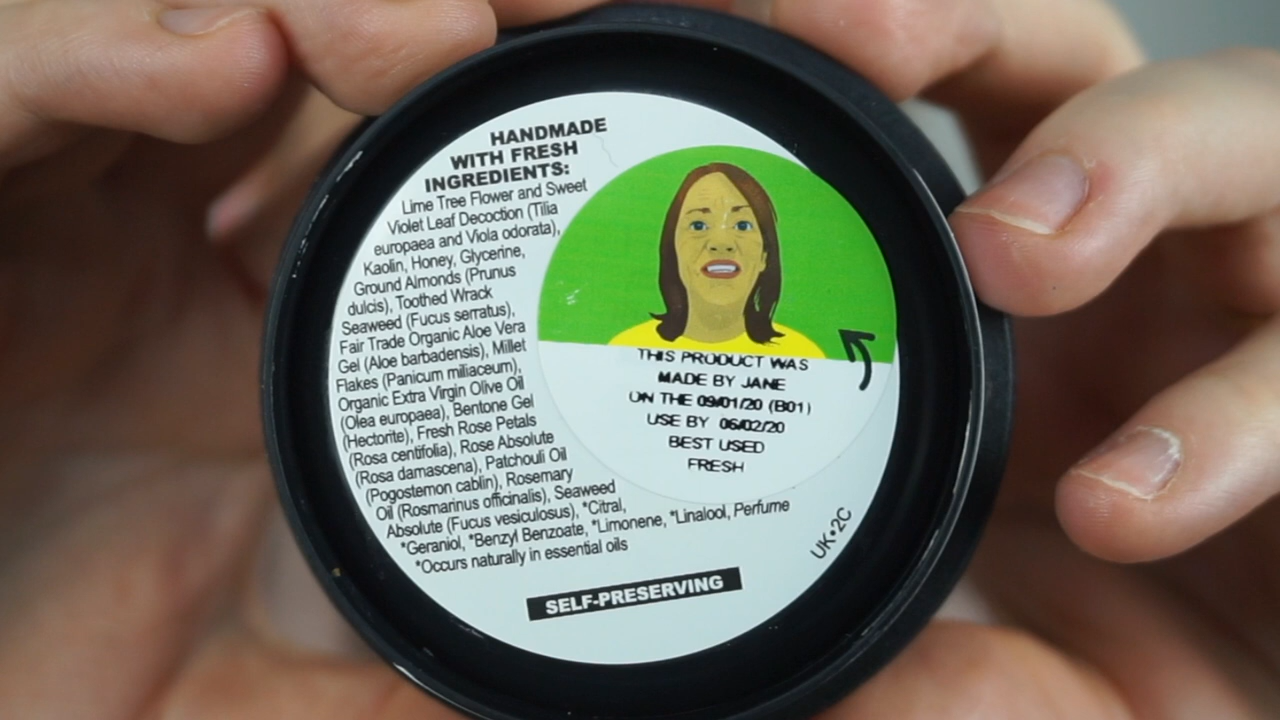 HANDMADE
WITH FRESH
INGREDIENTS:
Lime Tree Flower and Sweet
Violet Leaf Decoction (Tilia
europaea and Viola odorata),
Kaolin, Honey, Glycerine,
Ground Almonds (Prunus
dulcis), Toothed Wrack
Seaweed (Fucus serratus),
Fair Trade Organic Aloe Vera
Gel (Aloe barbadensis), Millet
Flakes (Panicum miliaceum),
Organic Extra Virgin Olive Oil
(Olea europaea), Bentone Gel
(Hectorite), Fresh Rose Petals
(Rosa centifolia), Rose Absolute
(Rosa damascena), Patchouli Oil
(Pogostemon cablin), Rosemary
Oil (Rosmarinus officinalis), Seaweed
Absolute (Fucus vesiculosus), *Citral,
*Geraniol, *Benzyl Benzoate, *Limonene, *Linalool, Perfume
*Occurs naturally in essential oils
SELF-PRESERVING
THIS PRODUCT WAS
MADE BY JANE
ON THE 09/01/20 (B01)
USE BY 06/02/20
BEST USED
FRESH
UK•2C